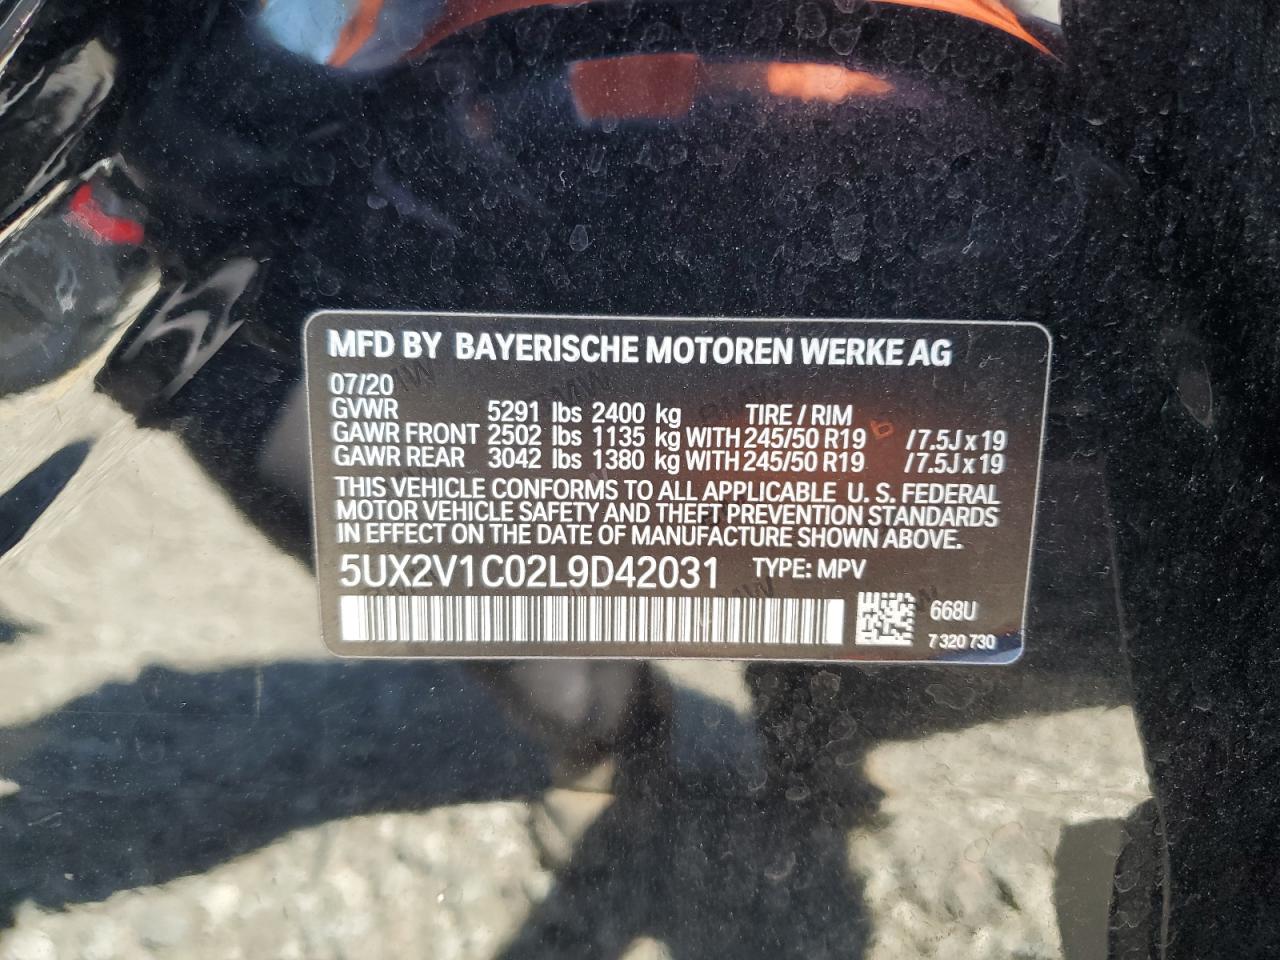 MFD BY BAYERISCHE MOTOREN WERKE AG
07/20
GVWR 5291 lbs 2400 kg TIRE / RIM
GAWR FRONT 2502 lbs 1135 kg WITH 245/50 R19 /7.5J x 19
GAWR REAR 3042 lbs 1380 kg WITH 245/50 R19 /7.5J x 19
THIS VEHICLE CONFORMS TO ALL APPLICABLE U. S. FEDERAL
MOTOR VEHICLE SAFETY AND THEFT PREVENTION STANDARDS
IN EFFECT ON THE DATE OF MANUFACTURE SHOWN ABOVE.
5UX2V1C02L9D42031 TYPE: MPV
668U
7 320 730